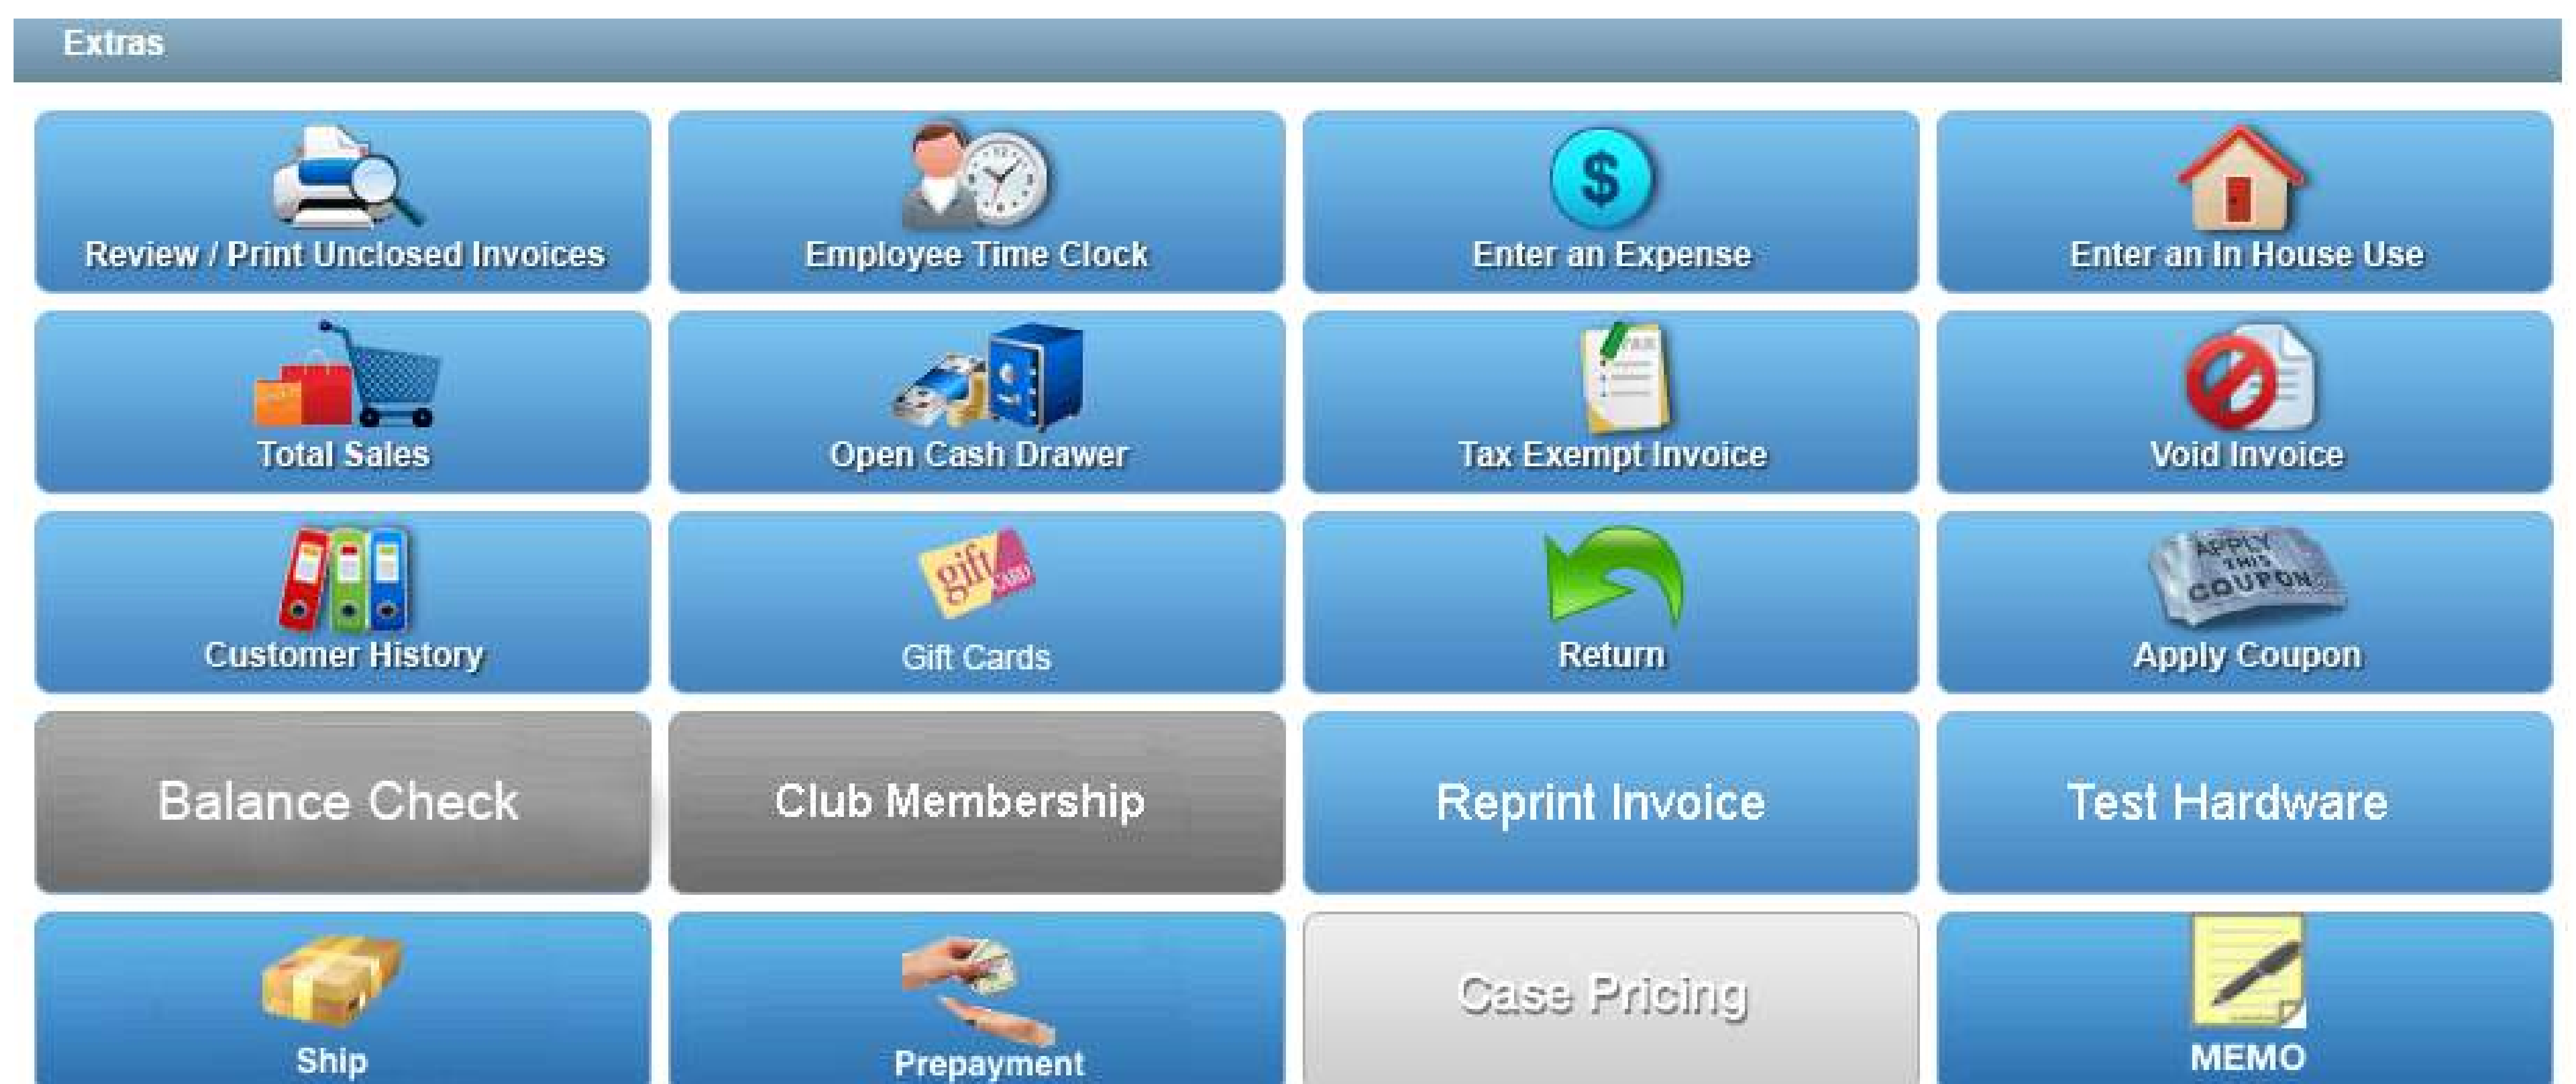 Extras
Review / Print Unclosed Invoices
Employee Time Clock
Enter an Expense
Enter an In House Use
Total Sales
Open Cash Drawer
Tax Exempt Invoice
Void Invoice
gift
CARD
APPLY
THIS
COUPON
Customer History
Gift Cards
Return
Apply Coupon
Balance Check
Club Membership
Reprint Invoice
Test Hardware
Case Pricing
Ship
Prepayment
MEMO